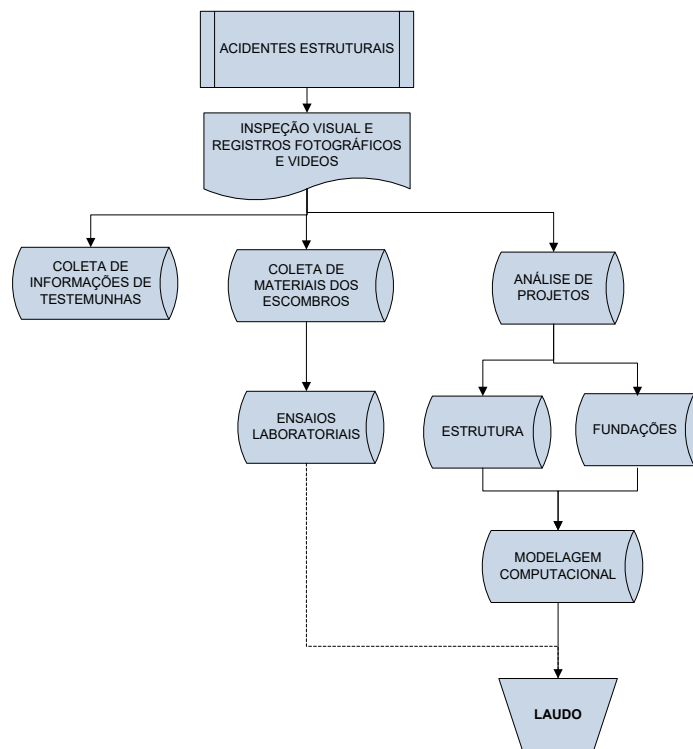 ACIDENTES ESTRUTURAIS
INSPEÇÃO VISUAL E
REGISTROS FOTOGRÁFICOS
E VIDEOS
COLETA DE
INFORMAÇÕES DE
TESTEMUNHAS
COLETA DE
MATERIAIS DOS
ESCOMBROS
ANÁLISE DE
PROJETOS
ENSAIOS
LABORATORIAIS
ESTRUTURA
FUNDAÇÕES
MODELAGEM
COMPUTACIONAL
LAUDO